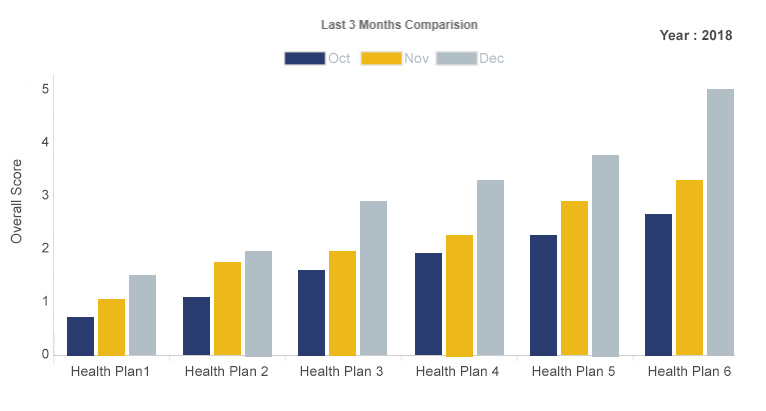 Last 3 Months Comparision
Year : 2018
Oct Nov Dec
5
4
3
2
1
0
Overall Score
Health Plan1 Health Plan 2 Health Plan 3 Health Plan 4 Health Plan 5 Health Plan 6